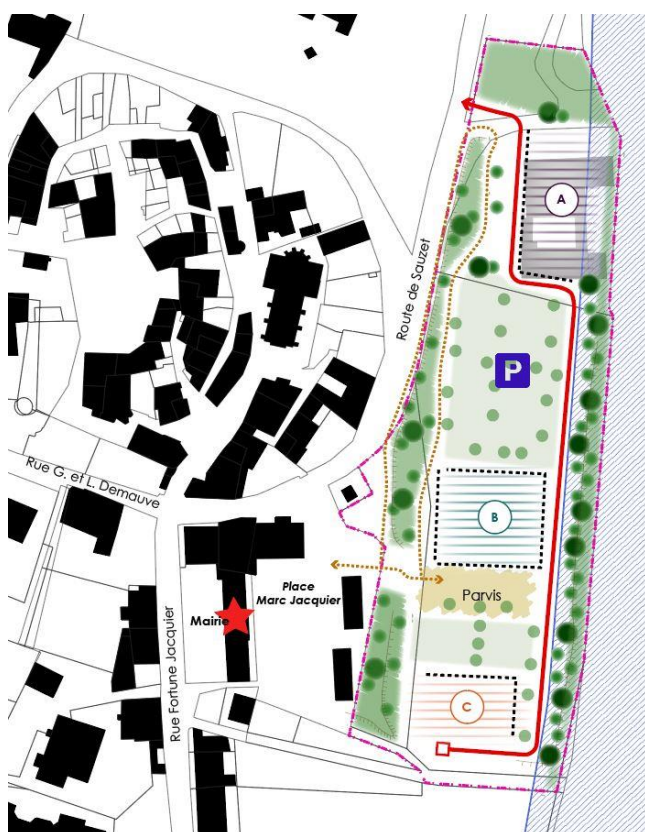 A
Route de Sauzet
P
Rue G. et L. Demauve
B
Place
Marc Jacquier
Parvis
Mairie
Rue Fortune Jacquier
C